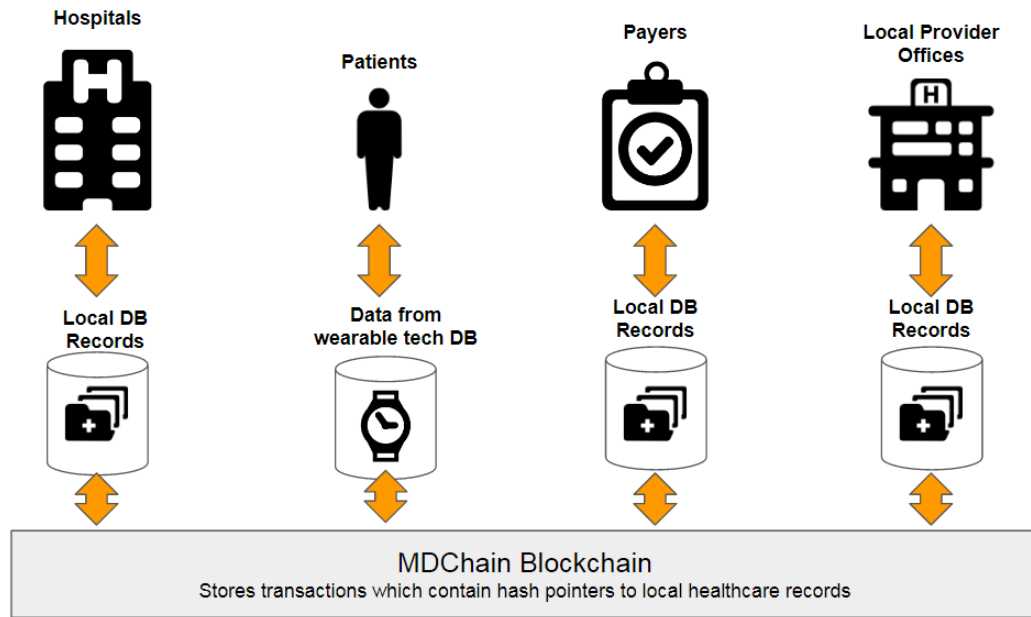 Hospitals
Patients
Payers
Local Provider
Offices
H
H
Local DB
Records
Data from
wearable tech DB
Local DB
Records
Local DB
Records
MDChain Blockchain
Stores transactions which contain hash pointers to local healthcare records